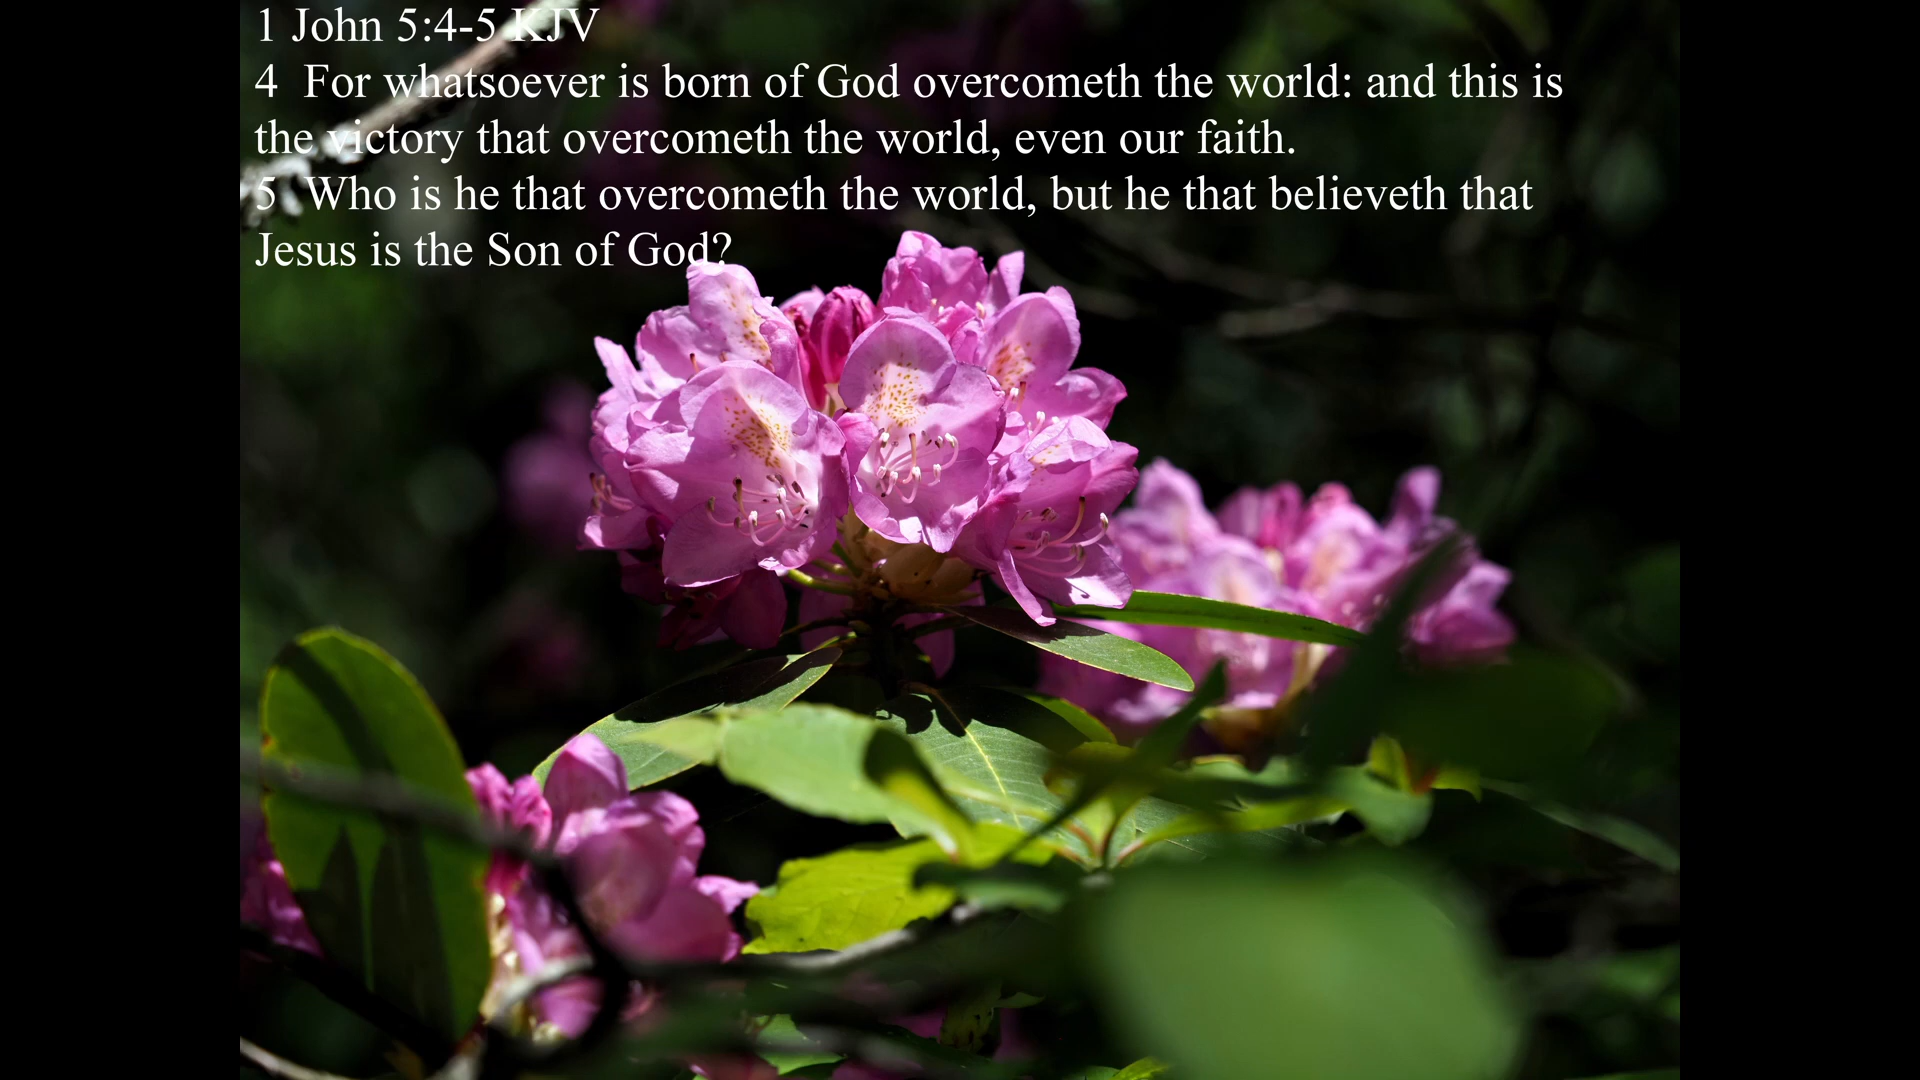 1 John 5:4-5 KJV
4  For whatsoever is born of God overcometh the world: and this is
the victory that overcometh the world, even our faith.
5  Who is he that overcometh the world, but he that believeth that
Jesus is the Son of God?